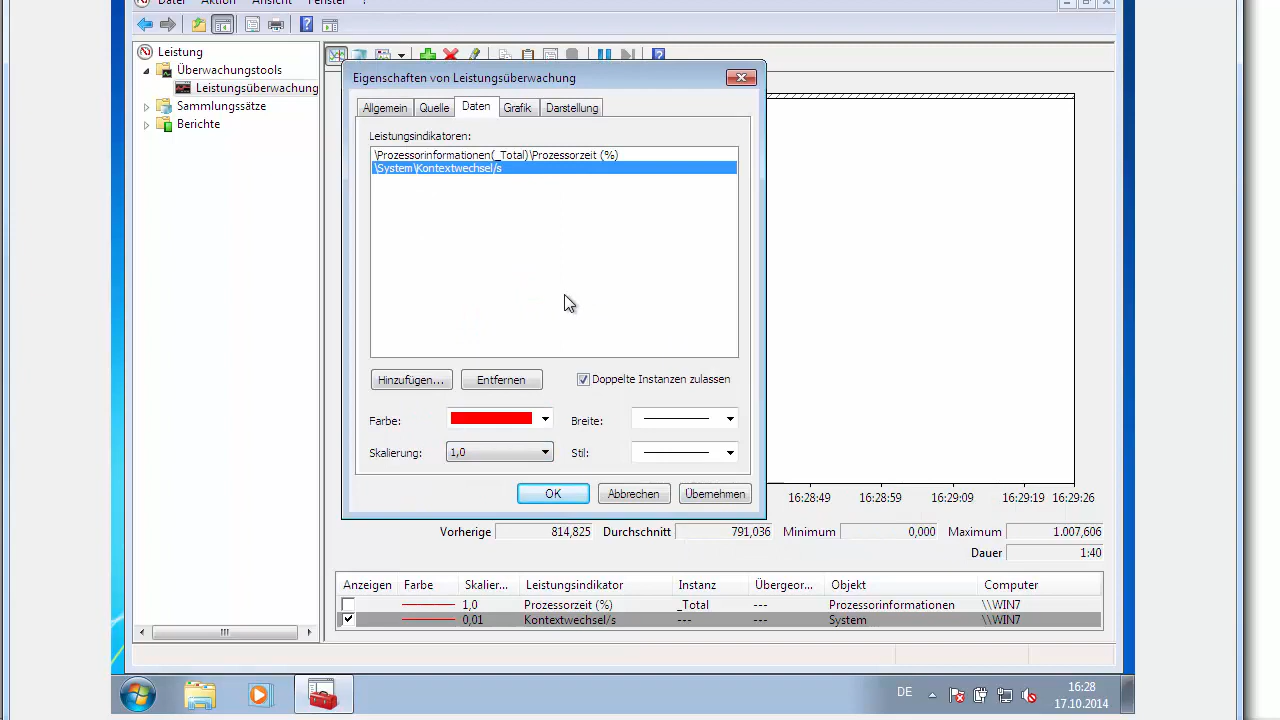 Datei Aktion Ansicht Fenster ?
Leistung
Überwachungstools
Leistungsüberwachung
Sammlungssätze
Berichte
Eigenschaften von Leistungsüberwachung
Allgemein Quelle Daten Grafik Darstellung
Leistungsindikatoren:
\Prozessorinformationen(_Total)\Prozessorzeit (%)
\System\Kontextwechsel/s
Hinzufügen... Entfernen Doppelte Instanzen zulassen
Farbe: Breite:
Skalierung: 1,0 Stil:
OK Abbrechen Übernehmen
16:28:49 16:28:59 16:29:09 16:29:19 16:29:26
Vorherige 814,825 Durchschnitt 791,036 Minimum 0,000 Maximum 1.007,606
Dauer 1:40
Anzeigen Farbe Skalier... Leistungsindikator Instanz Übergeor... Objekt Computer
1,0 Prozessorzeit (%) _Total --- Prozessorinformationen \\WIN7
0,01 Kontextwechsel/s --- --- System \\WIN7
DE 16:28
17.10.2014